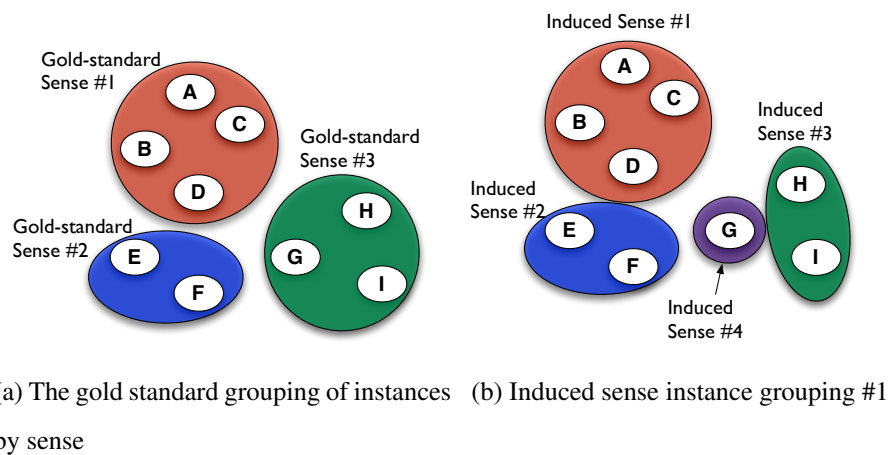 Gold-standard
Sense #1
A
C
B
D
Gold-standard
Sense #3
Gold-standard
Sense #2
E
F
H
G
I
Induced Sense #1
A
C
B
D
Induced
Sense #2
E
F
G
Induced
Sense #3
H
I
Induced
Sense #4
a) The gold standard grouping of instances
by sense
(b) Induced sense instance grouping #1